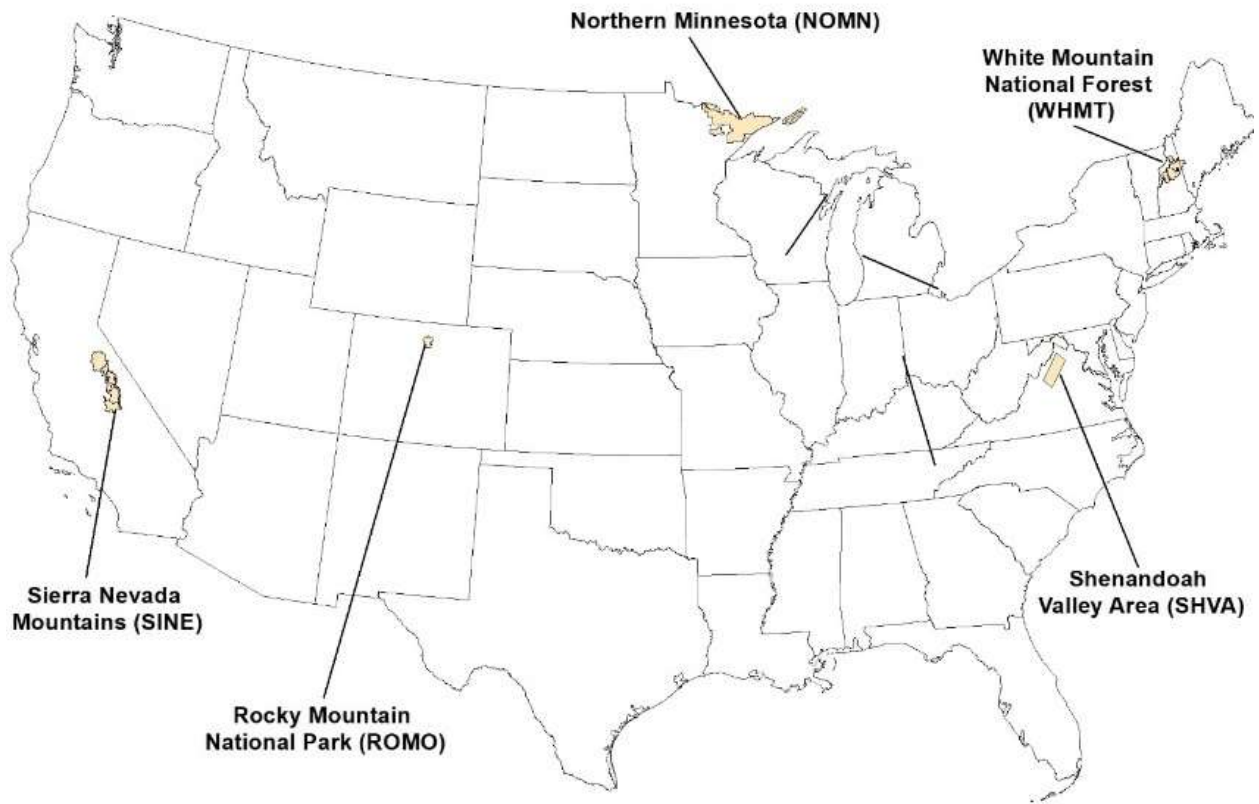 Northern Minnesota (NOMN)
White Mountain
National Forest
(WHMT)
Sierra Nevada
Mountains (SINE)
Shenandoah
Valley Area (SHVA)
Rocky Mountain
National Park (ROMO)